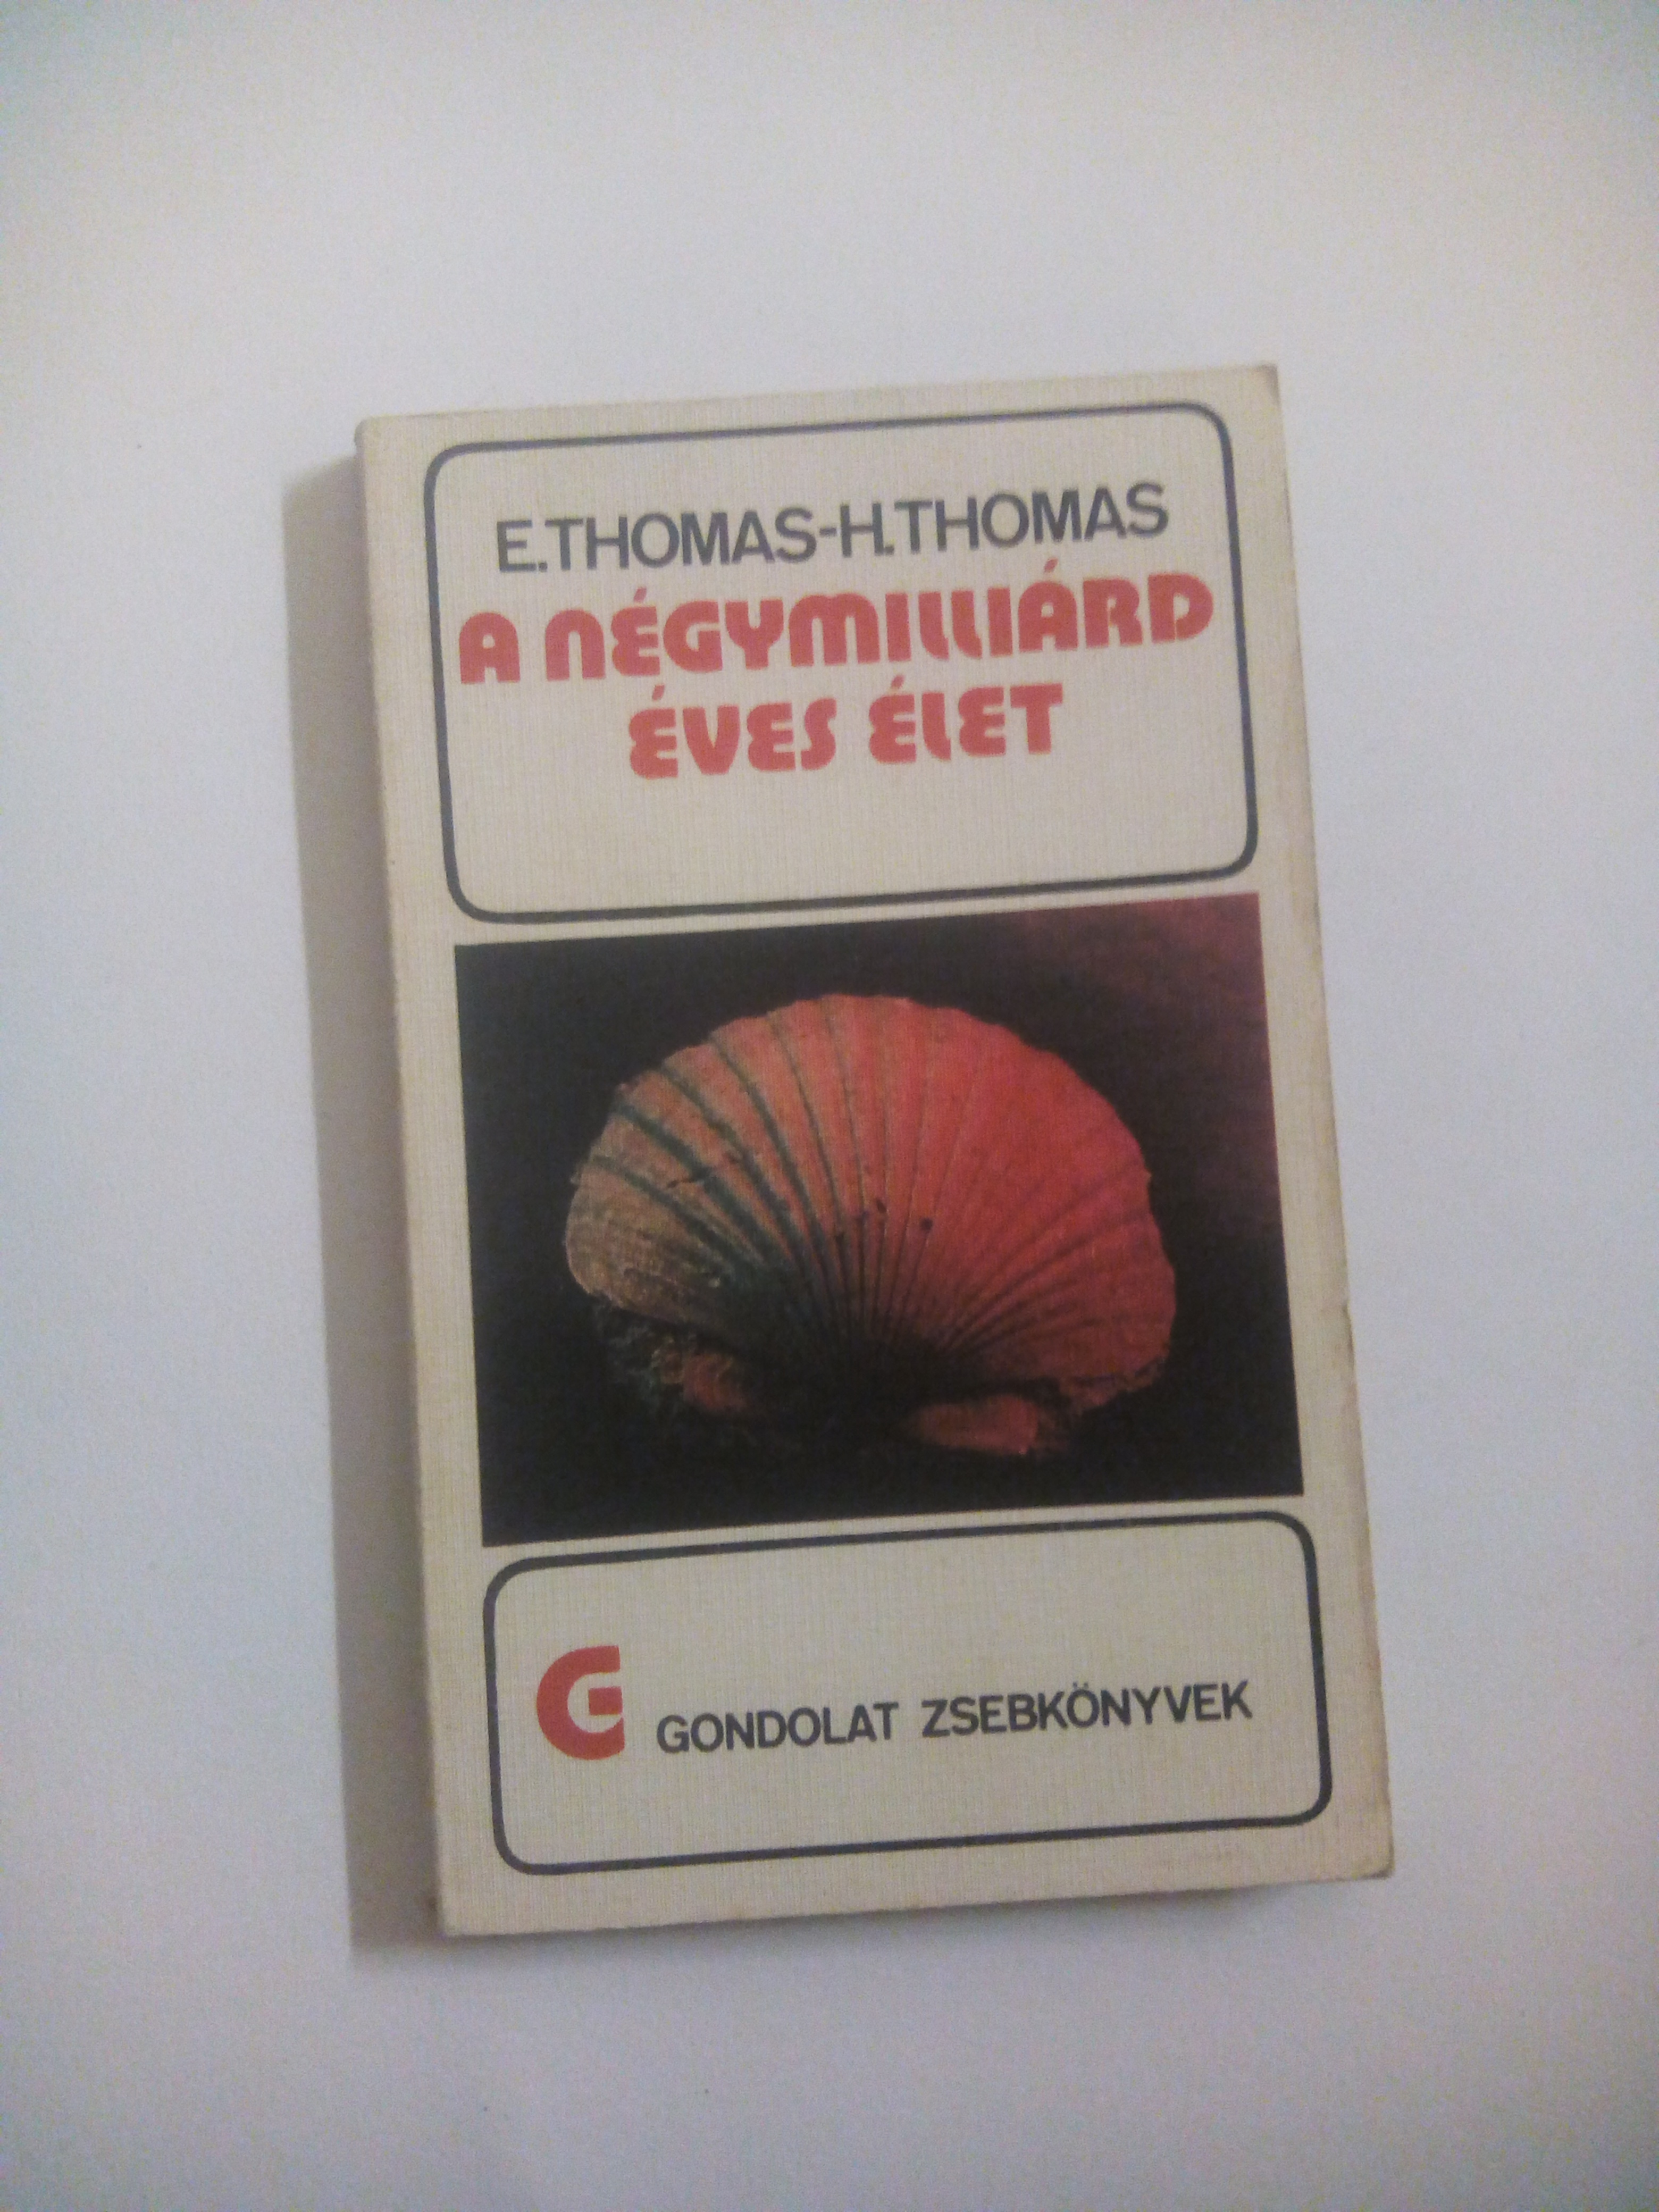 E.THOMAS-H.THOMAS
A NÉGYMILLIÁRD
ÉVES ÉLET
G GONDOLAT ZSEBKÖNYVEK